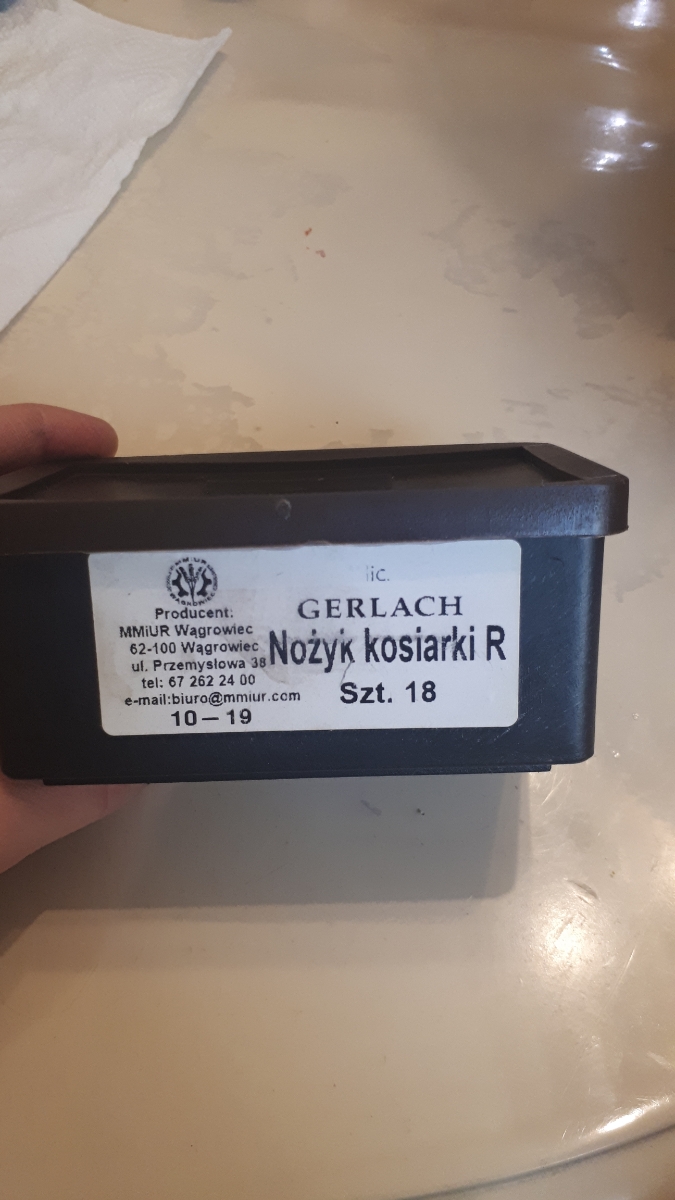 Producent:
MMiUR Wągrowiec
62-100 Wągrowiec
ul. Przemysłowa 38
tel: 67 262 24 00
e-mail:biuro@mmiur.com
10 – 19
lic.
GERLACH
Nożyk kosiarki R
Szt. 18